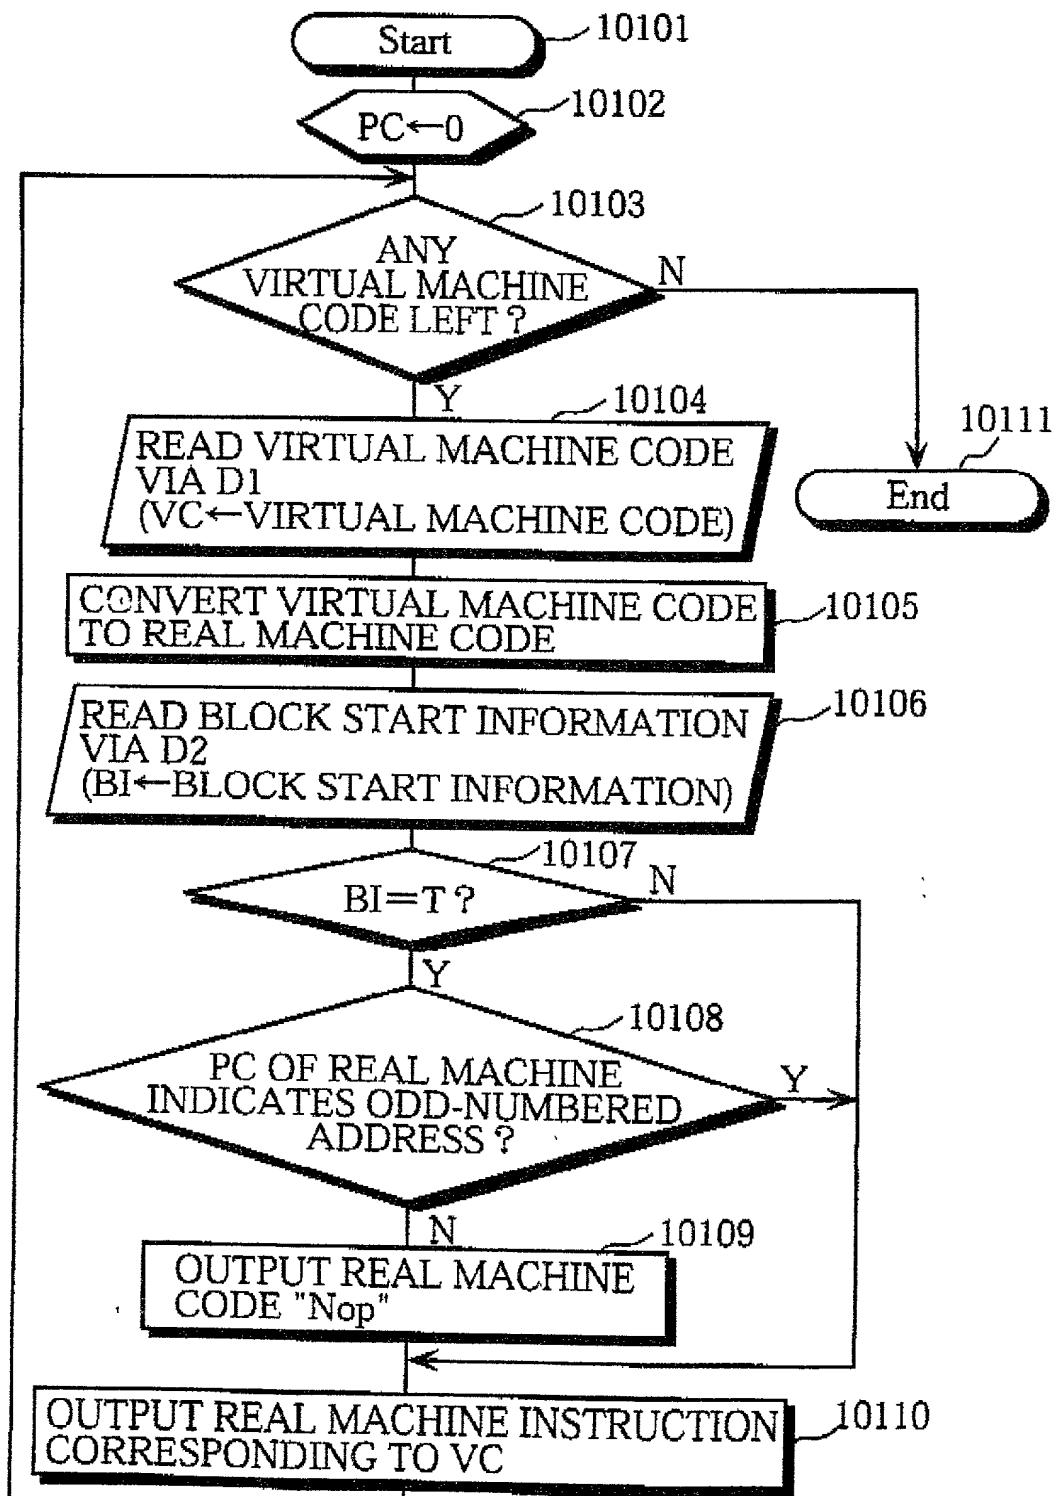 Start
10101
PC←0
10102
10103
ANY
VIRTUAL MACHINE
CODE LEFT ?
N
Y
10104
READ VIRTUAL MACHINE CODE
VIA D1
(VC←VIRTUAL MACHINE CODE)
10111
End
CONVERT VIRTUAL MACHINE CODE
TO REAL MACHINE CODE
10105
READ BLOCK START INFORMATION
VIA D2
(BI←BLOCK START INFORMATION)
10106
10107
BI=T ?
N
Y
10108
PC OF REAL MACHINE
INDICATES ODD-NUMBERED
ADDRESS ?
Y
N
10109
OUTPUT REAL MACHINE
CODE "Nop"
OUTPUT REAL MACHINE INSTRUCTION
CORRESPONDING TO VC
10110